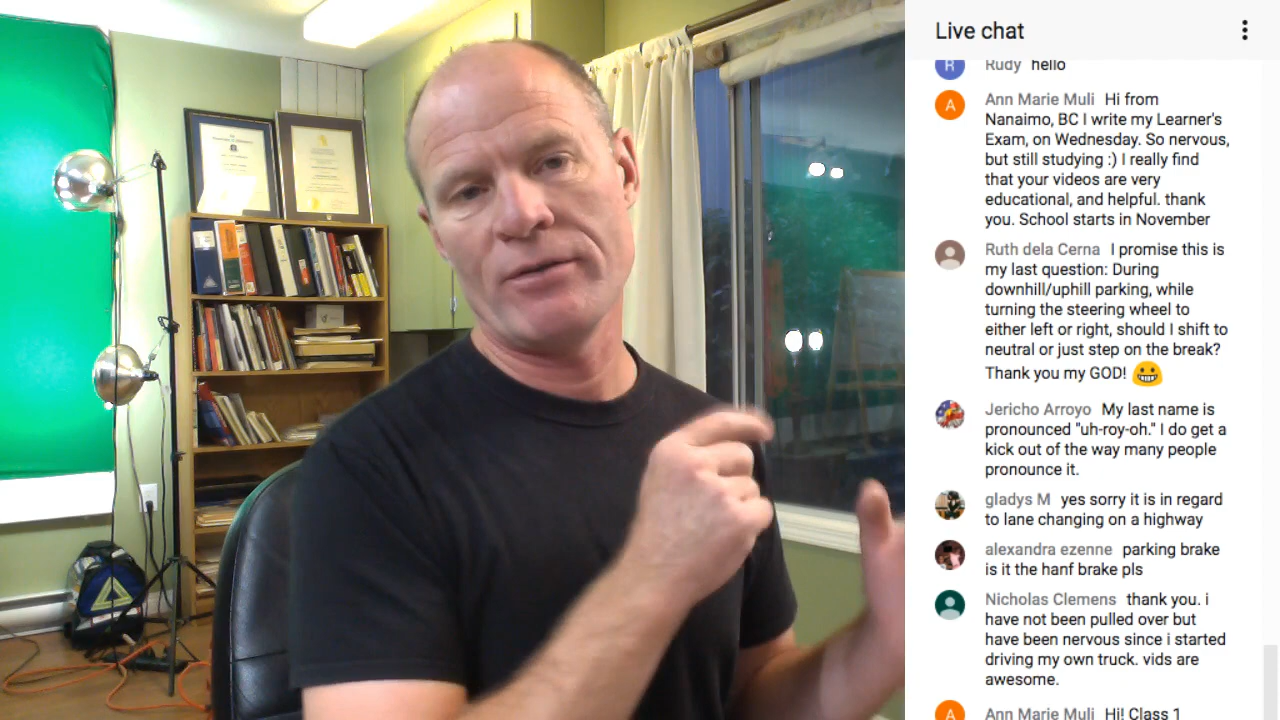 Live chat
R
Rudy hello
A
Ann Marie Muli Hi from
Nanaimo, BC I write my Learner's
Exam, on Wednesday. So nervous,
but still studying :) I really find
that your videos are very
educational, and helpful. thank
you. School starts in November
Ruth dela Cerna I promise this is
my last question: During
downhill/uphill parking, while
turning the steering wheel to
either left or right, should I shift to
neutral or just step on the break?
Thank you my GOD! 😀
Jericho Arroyo My last name is
pronounced "uh-roy-oh." I do get a
kick out of the way many people
pronounce it.
gladys M yes sorry it is in regard
to lane changing on a highway
alexandra ezenne parking brake
is it the hanf brake pls
Nicholas Clemens thank you. i
have not been pulled over but
have been nervous since i started
driving my own truck. vids are
awesome.
A
Ann Marie Muli Hi! Class 1